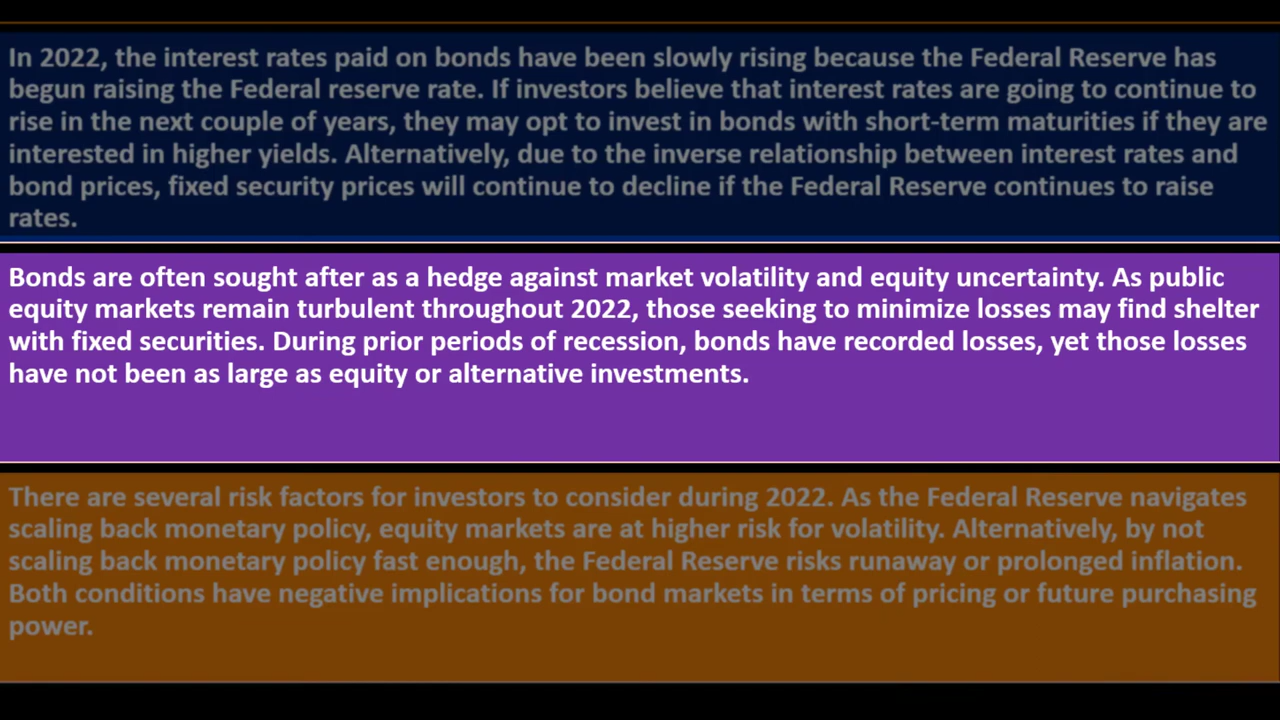 In 2022, the interest rates paid on bonds have been slowly rising because the Federal Reserve has
begun raising the Federal reserve rate. If investors believe that interest rates are going to continue to
rise in the next couple of years, they may opt to invest in bonds with short-term maturities if they are
interested in higher yields. Alternatively, due to the inverse relationship between interest rates and
bond prices, fixed security prices will continue to decline if the Federal Reserve continues to raise
rates.
Bonds are often sought after as a hedge against market volatility and equity uncertainty. As public
equity markets remain turbulent throughout 2022, those seeking to minimize losses may find shelter
with fixed securities. During prior periods of recession, bonds have recorded losses, yet those losses
have not been as large as equity or alternative investments.
There are several risk factors for investors to consider during 2022. As the Federal Reserve navigates
scaling back monetary policy, equity markets are at higher risk for volatility. Alternatively, by not
scaling back monetary policy fast enough, the Federal Reserve risks runaway or prolonged inflation.
Both conditions have negative implications for bond markets in terms of pricing or future purchasing
power.